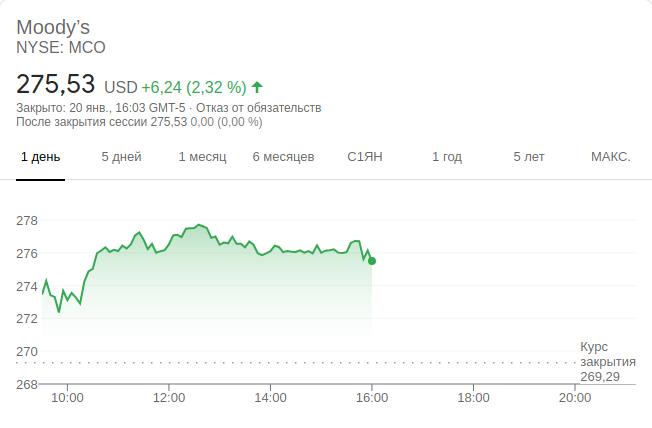 Moody’s
NYSE: MCO
275,53 USD +6,24 (2,32 %)
Закрыто: 20 янв., 16:03 GMT-5 · Отказ от обязательств
После закрытия сессии 275,53 0,00 (0,00 %)
1 день 5 дней 1 месяц 6 месяцев С1ЯН 1 год 5 лет МАКС.
278
276
274
272
270
268
Курс
закрытия
269,29
10:00 12:00 14:00 16:00 18:00 20:00